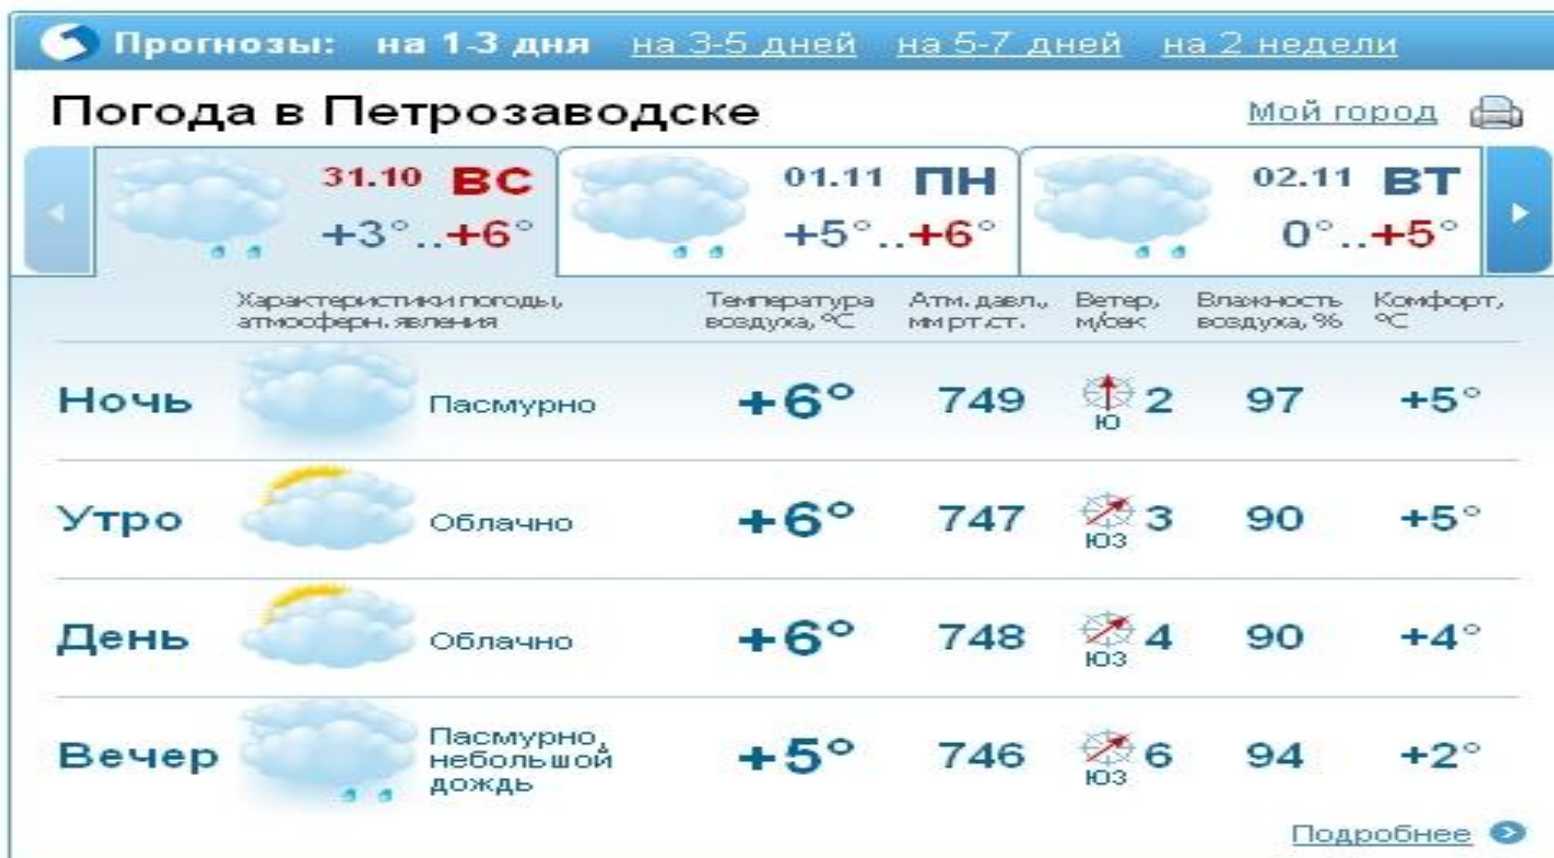 Прогнозы: на 1-3 дня на 3-5 дней на 5-7 дней на 2 недели
Погода в Петрозаводске Мой город
31.10 ВС 01.11 ПН 02.11 ВТ
+3°..+6° +5°..+6° 0°..+5°
Характеристики погоды, Температура Атм. давл., Ветер, Влажность Комфорт,
атмосферн. явления воздуха, °C мм рт.ст. м/сек воздуха, % °C
Ночь Пасмурно +6° 749 2 97 +5°
Ю
Утро Облачно +6° 747 3 90 +5°
ЮЗ
День Облачно +6° 748 4 90 +4°
ЮЗ
Пасмурно,
Вечер небольшой +5° 746 6 94 +2°
дождь ЮЗ
Подробнее